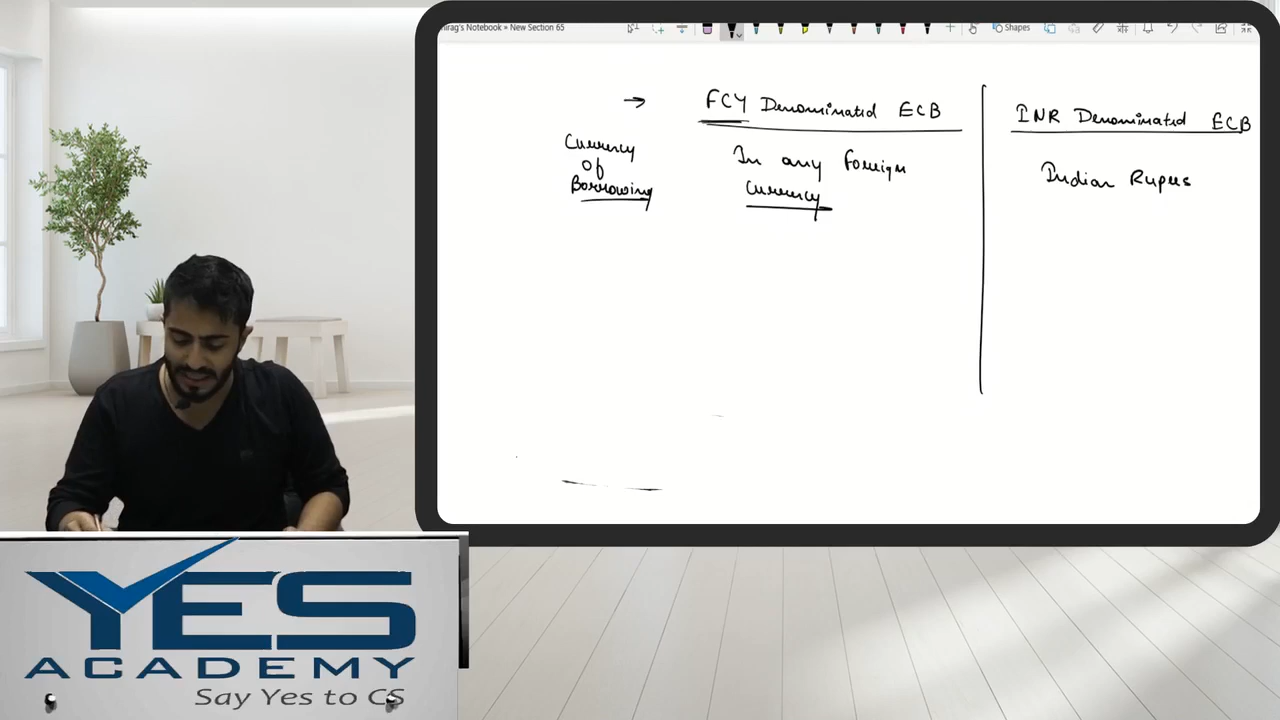 irag's Notebook » New Section 65
Shapes
→ FCY Denominated ECB
INR Denominated ECB
Currency
of
Borrowing
In any Foreign
Currency
Indian Rupees
YES
ACADEMY
Say Yes to CS